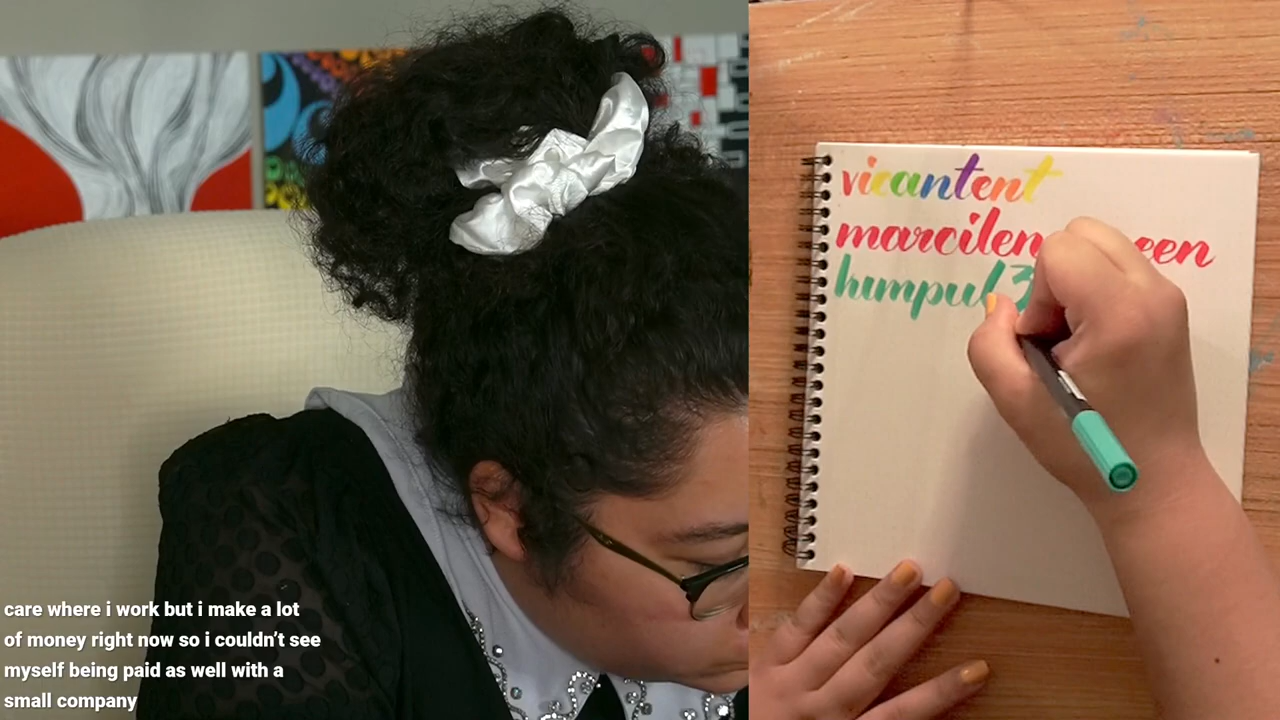 care where i work but i make a lot
of money right now so i couldn't see
myself being paid as well with a
small company
vicantent
marcilen een
humpul3